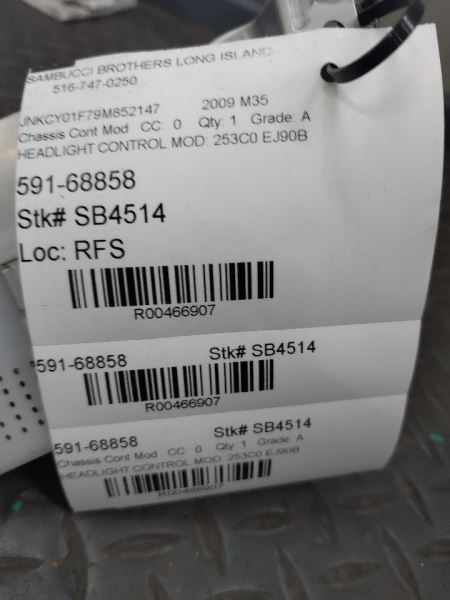 SAMBUCCI BROTHERS LONG ISLAND
516-747-0250
JNKCY01F79M852147 2009 M35
Chassis Cont Mod CC: 0 Qty: 1 Grade: A
HEADLIGHT CONTROL MOD: 253C0 EJ90B
591-68858
Stk# SB4514
Loc: RFS
R00466907
591-68858 Stk# SB4514
R00466907
591-68858 Stk# SB4514
Chassis Cont Mod CC: 0 Qty: 1 Grade: A
HEADLIGHT CONTROL MOD: 253C0 EJ90B
R00466907